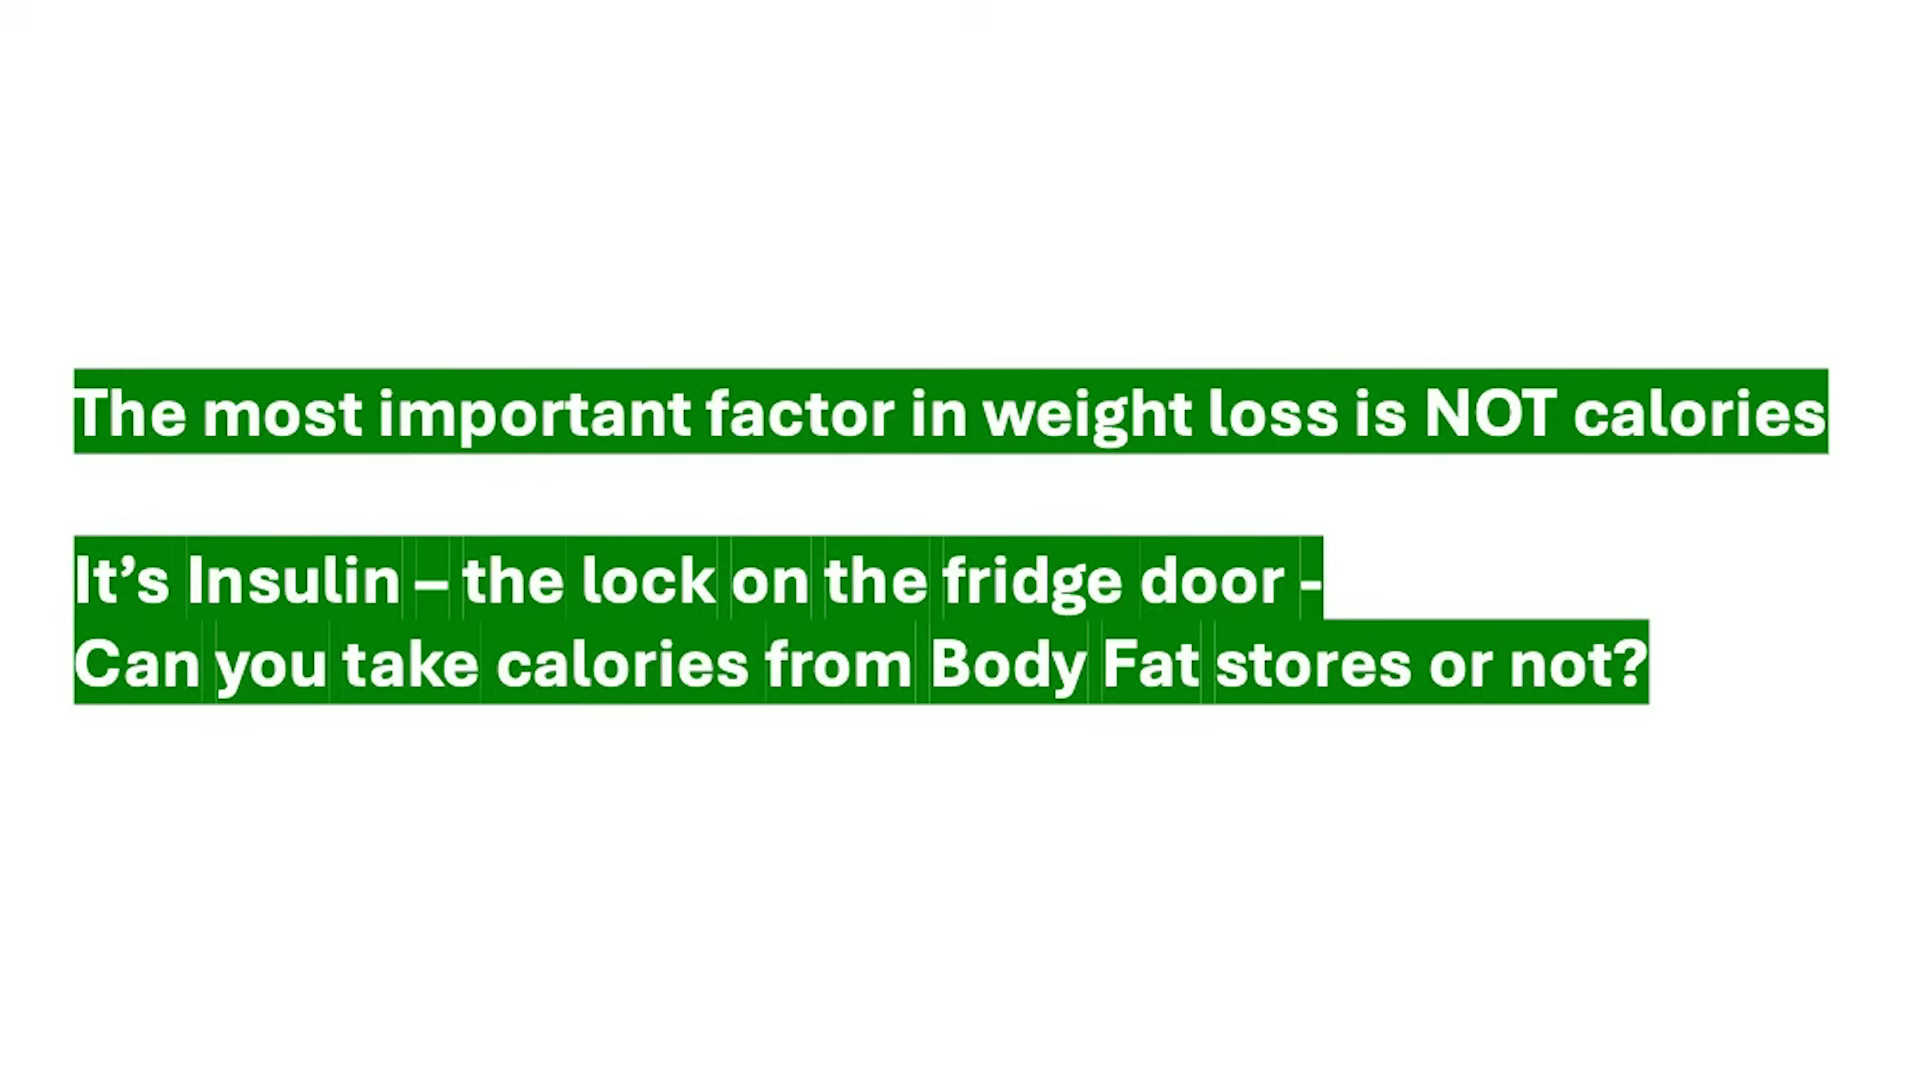 The most important factor in weight loss is NOT calories
It’s Insulin – the lock on the fridge door -
Can you take calories from Body Fat stores or not?